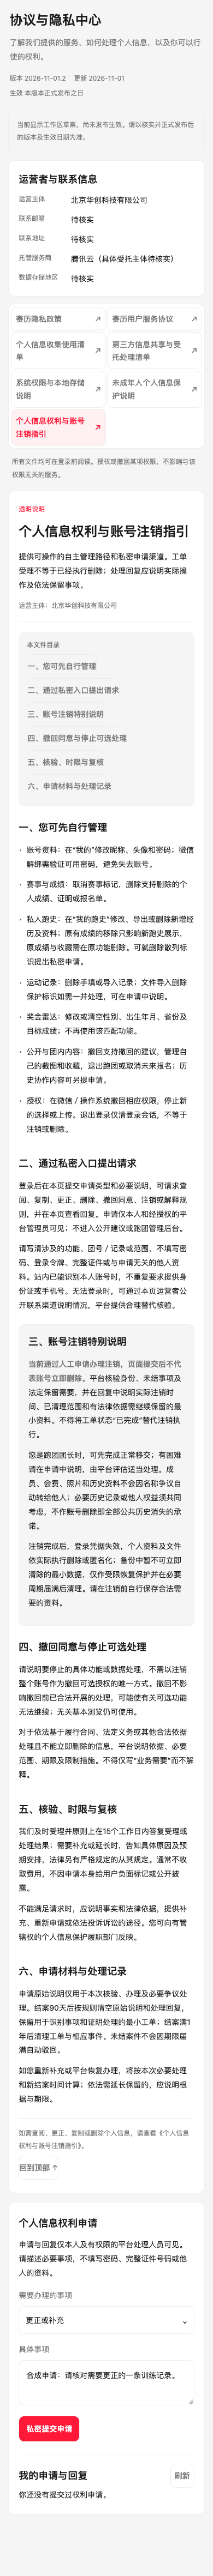 协议与隐私中心
了解我们提供的服务、如何处理个人信息，以及你可以行
使的权利。
版本 2026-11-01.2 更新 2026-11-01
生效 本版本正式发布之日
当前显示工作区草案，尚未发布生效。请以核实并正式发布后
的版本及生效日期为准。
运营者与联系信息
运营主体 北京华创科技有限公司
联系邮箱 待核实
联系地址 待核实
托管服务商 腾讯云（具体受托主体待核实）
数据存储地区 待核实
赛历隐私政策 ↗
赛历用户服务协议 ↗
个人信息收集使用清
单 ↗
第三方信息共享与受
托处理清单 ↗
系统权限与本地存储
说明 ↗
未成年人个人信息保
护说明 ↗
个人信息权利与账号
注销指引 ↗
所有文件均可在登录前阅读。授权或撤回某项权限，不影响与该
权限无关的服务。
透明说明
个人信息权利与账号注销指引
提供可操作的自主管理路径和私密申请渠道。工单
受理不等于已经执行删除；处理回复应说明实际操
作及依法保留事项。
运营主体：北京华创科技有限公司
本文件目录
一、您可先自行管理
二、通过私密入口提出请求
三、账号注销特别说明
四、撤回同意与停止可选处理
五、核验、时限与复核
六、申请材料与处理记录
一、您可先自行管理
• 账号资料：在“我的”修改昵称、头像和密码；微信
解绑需验证可用密码，避免失去账号。
• 赛事与成绩：取消赛事标记，删除支持删除的个
人成绩、证明或报名单。
• 私人跑史：在“我的跑史”修改、导出或删除新增经
历及资料；原有成绩的移除只影响新跑史展示，
原成绩与收藏需在原功能删除。可就删除散列标
识提出私密申请。
• 运动记录：删除手填或导入记录；文件导入删除
保护标识如需一并处理，可在申请中说明。
• 奖金雷达：修改或清空性别、出生年月、省份及
目标成绩；不再使用该匹配功能。
• 公开与团内内容：撤回支持撤回的建议，管理自
己的截图和收藏，退出跑团或取消未来报名；历
史协作内容可另提申请。
• 授权：在微信 / 操作系统撤回相应权限，停止新
的选择或上传。退出登录仅清登录会话，不等于
注销或删除。
二、通过私密入口提出请求
登录后在本页提交申请类型和必要说明，可请求查
阅、复制、更正、删除、撤回同意、注销或解释规
则，并在本页查看回复。申请仅本人和经授权的平
台管理员可见；不进入公开建议或跑团管理后台。
请写清涉及的功能、团号 / 记录或范围，不填写密
码、登录令牌、完整证件或与申请无关的他人资
料。站内已能识别本人账号时，不重复要求提供身
份证或手机号。无法登录时，可通过本页运营者公
开联系渠道说明情况，平台提供合理替代核验。
三、账号注销特别说明
当前通过人工申请办理注销，页面提交后不代
表账号立即删除。平台核验身份、未结事项及
法定保留需要，并在回复中说明实际注销时
间、已清理范围和有法律依据需继续保留的最
小资料。不得将工单状态“已完成”替代注销执
行。
您是跑团团长时，可先完成正常移交；有困难
请在申请中说明，由平台评估适当处理。成
员、会费、照片和历史资料不会因名称争议自
动转给他人；必要历史记录或他人权益须共同
考虑，不作账号删除即全部公共历史消失的承
诺。
注销完成后，登录凭据失效，个人资料及文件
依实际执行删除或匿名化；备份中暂不可立即
清除的最小数据，仅作受限恢复保护并在必要
周期届满后清理。请在注销前自行保存合法需
要的资料。
四、撤回同意与停止可选处理
请说明要停止的具体功能或数据处理，不需以注销
整个账号作为撤回可选授权的唯一方式。撤回不影
响撤回前已合法开展的处理，可能使有关可选功能
无法继续；无关基本浏览仍可使用。
对于依法基于履行合同、法定义务或其他合法依据
处理且不能立即删除的信息，平台说明依据、必要
范围、期限及限制措施。不得仅写“业务需要”而不解
释。
五、核验、时限与复核
我们及时受理并原则上在15个工作日内答复受理或
处理结果；需要补充或延长时，告知具体原因及预
期安排，法律另有严格规定的从其规定。通常不收
取费用，不因申请本身给用户负面标记或公开披
露。
不能满足请求时，应说明事实和法律依据，提供补
充、重新申请或依法投诉诉讼的途径。您可向有管
辖权的个人信息保护履职部门反映。
六、申请材料与处理记录
申请原始说明仅用于本次核验、办理及必要争议处
理。结案90天后按规则清空原始说明和处理回复，
保留用于识别事项和证明处理的最小工单；结案满1
年后清理工单与相应事件。未结案件不会因期限届
满自动驳回。
如您重新补充或平台恢复办理，将按本次必要处理
和新结案时间计算；依法需延长保留的，应说明根
据与期限。
如需查阅、更正、复制或删除个人信息，请查看《个人信息
权利与账号注销指引》。
回到顶部 ↑
个人信息权利申请
申请与回复仅本人及有权限的平台处理人员可见。
请描述必要事项，不填写密码、完整证件号码或他
人的资料。
需要办理的事项
更正或补充
具体事项
合成申请：请核对需要更正的一条训练记录。
私密提交申请
我的申请与回复 刷新
你还没有提交过权利申请。